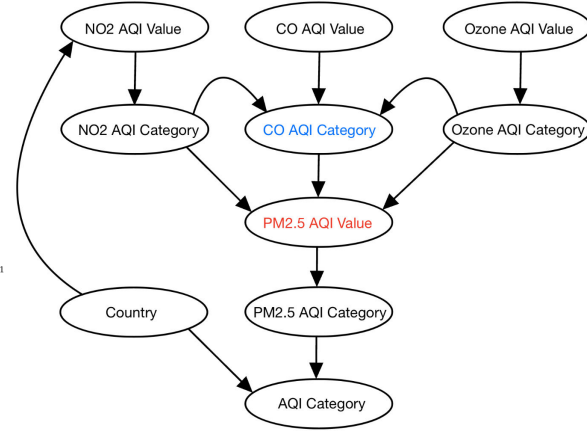 NO2 AQI Value
CO AQI Value
Ozone AQI Value
NO2 AQI Category
CO AQI Category
Ozone AQI Category
PM2.5 AQI Value
1
Country
PM2.5 AQI Category
AQI Category